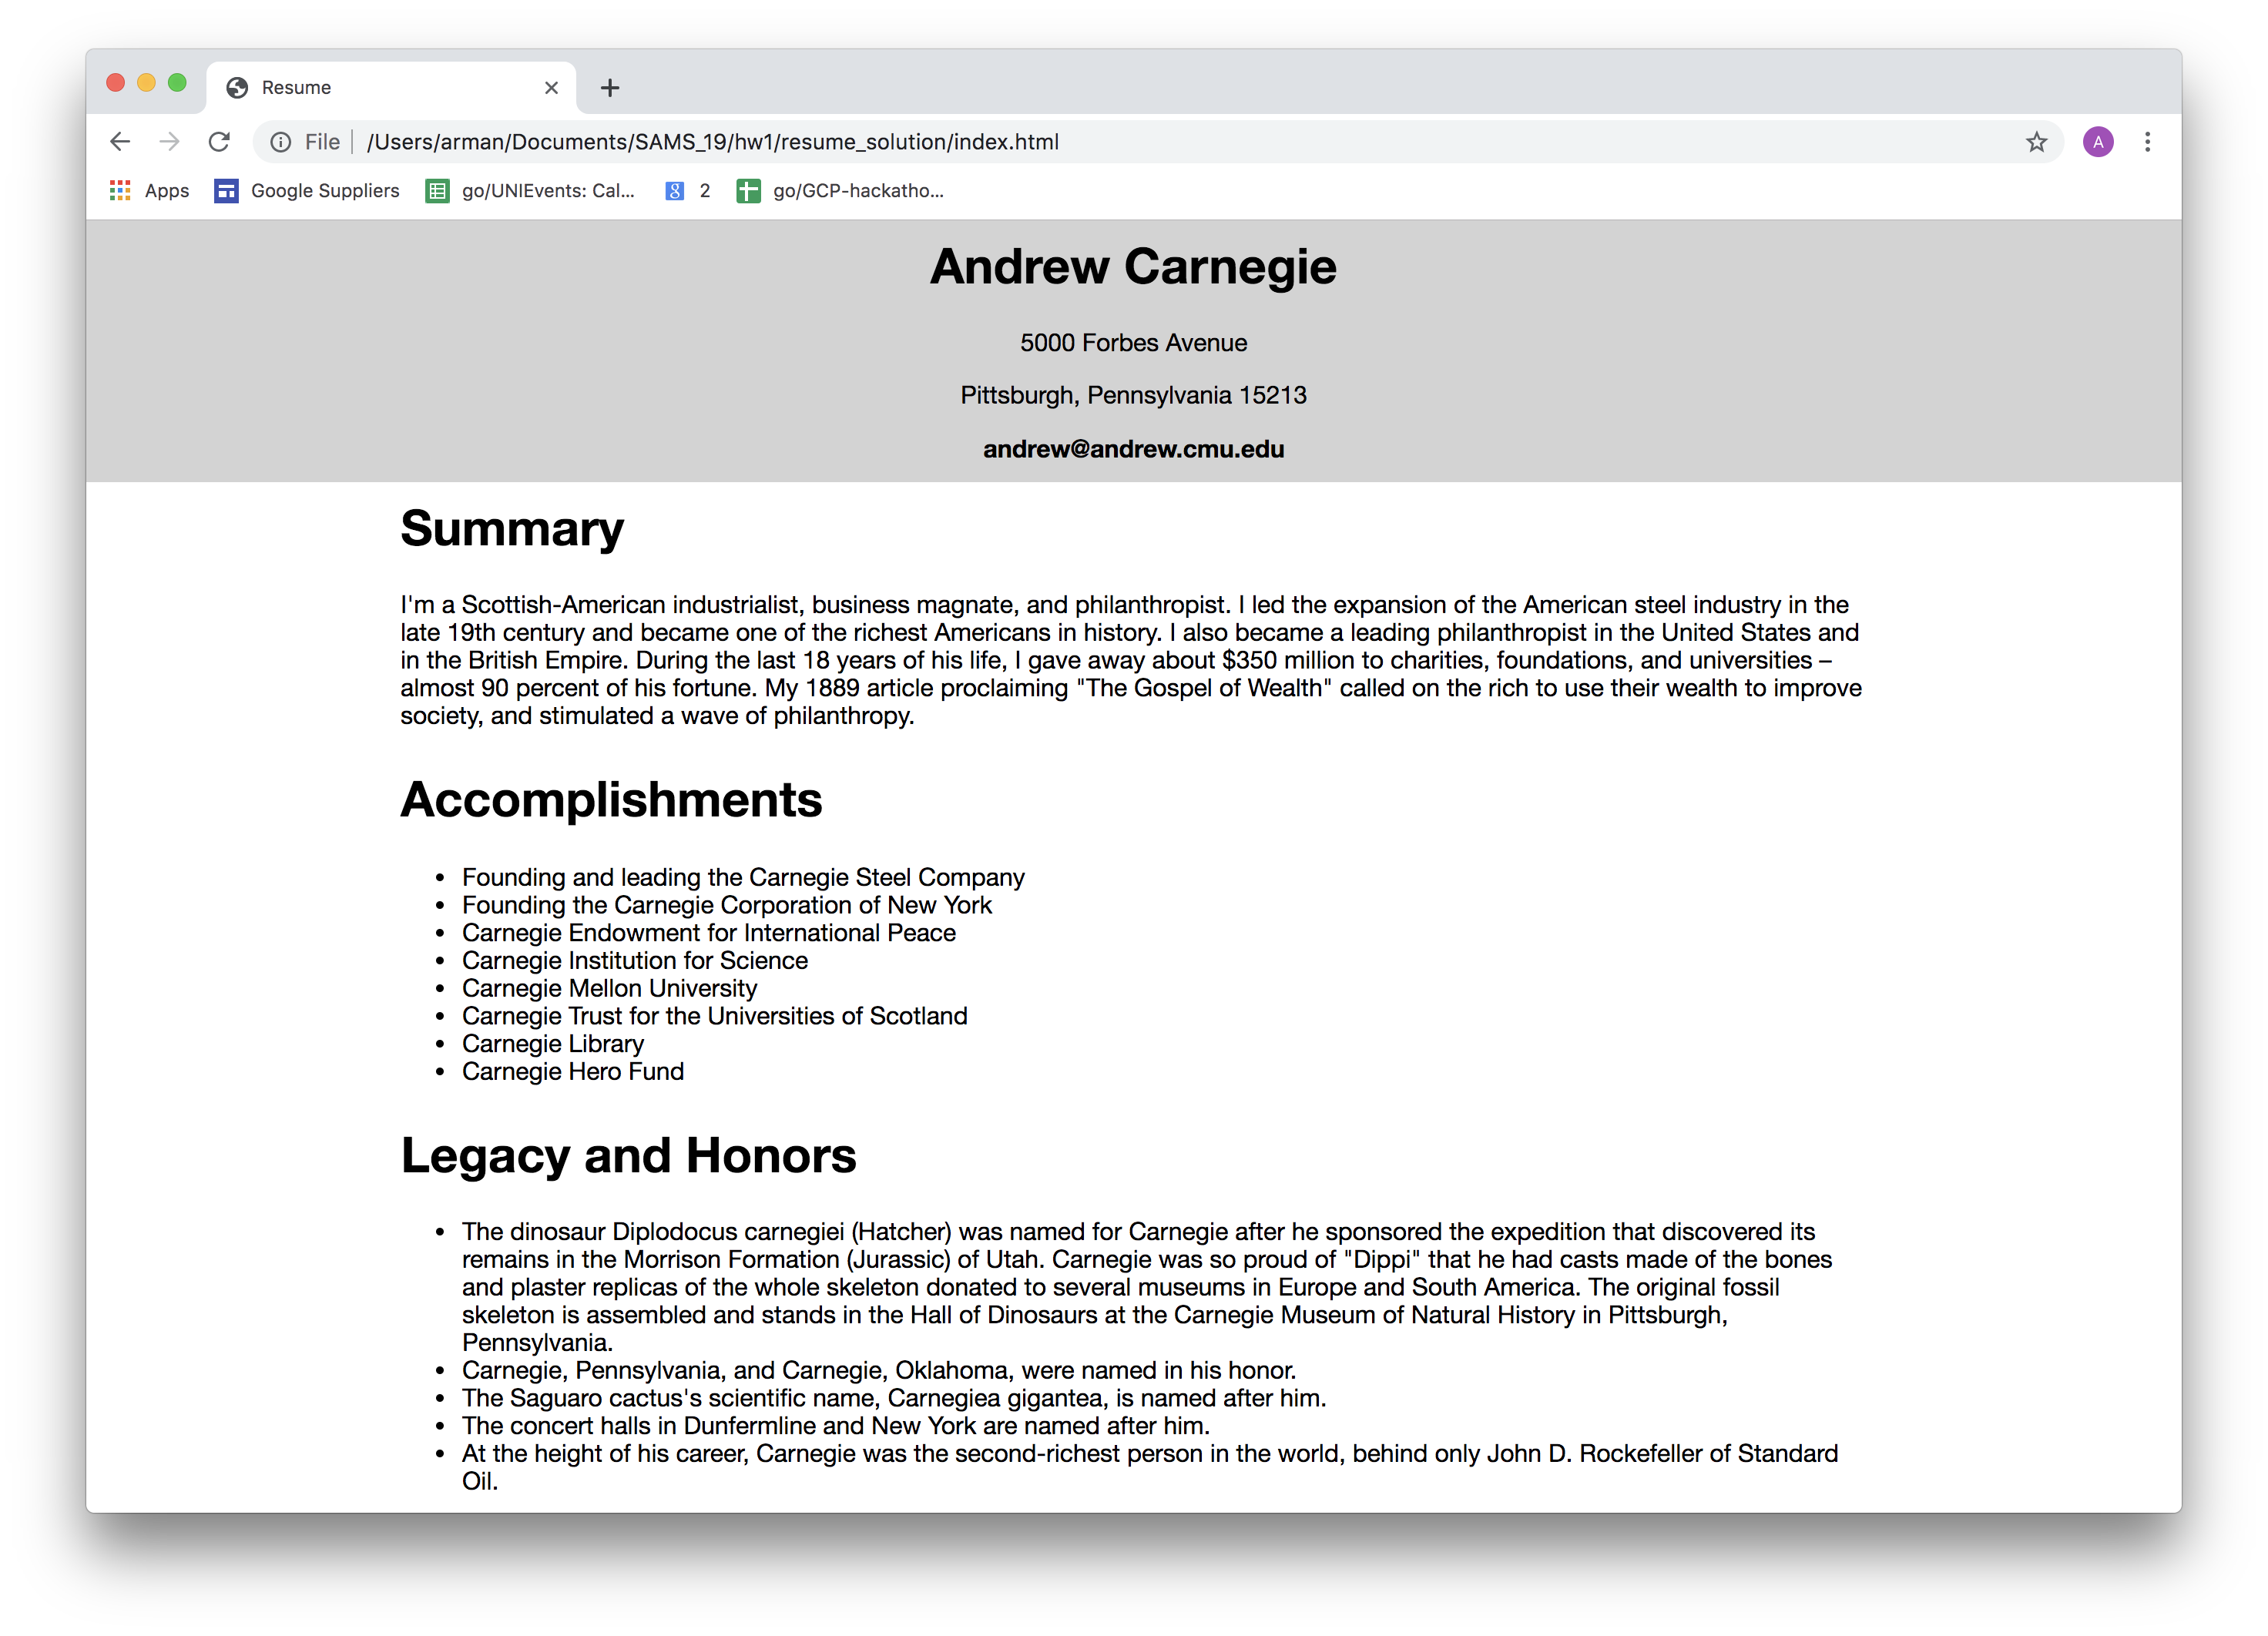 Resume
File /Users/arman/Documents/SAMS_19/hw1/resume_solution/index.html
A
Apps Google Suppliers go/UNIEvents: Cal... 2 go/GCP-hackatho...
Andrew Carnegie
5000 Forbes Avenue
Pittsburgh, Pennsylvania 15213
andrew@andrew.cmu.edu
Summary
I'm a Scottish-American industrialist, business magnate, and philanthropist. I led the expansion of the American steel industry in the
late 19th century and became one of the richest Americans in history. I also became a leading philanthropist in the United States and
in the British Empire. During the last 18 years of his life, I gave away about $350 million to charities, foundations, and universities –
almost 90 percent of his fortune. My 1889 article proclaiming "The Gospel of Wealth" called on the rich to use their wealth to improve
society, and stimulated a wave of philanthropy.
Accomplishments
• Founding and leading the Carnegie Steel Company
• Founding the Carnegie Corporation of New York
• Carnegie Endowment for International Peace
• Carnegie Institution for Science
• Carnegie Mellon University
• Carnegie Trust for the Universities of Scotland
• Carnegie Library
• Carnegie Hero Fund
Legacy and Honors
• The dinosaur Diplodocus carnegiei (Hatcher) was named for Carnegie after he sponsored the expedition that discovered its
remains in the Morrison Formation (Jurassic) of Utah. Carnegie was so proud of "Dippi" that he had casts made of the bones
and plaster replicas of the whole skeleton donated to several museums in Europe and South America. The original fossil
skeleton is assembled and stands in the Hall of Dinosaurs at the Carnegie Museum of Natural History in Pittsburgh,
Pennsylvania.
• Carnegie, Pennsylvania, and Carnegie, Oklahoma, were named in his honor.
• The Saguaro cactus's scientific name, Carnegiea gigantea, is named after him.
• The concert halls in Dunfermline and New York are named after him.
• At the height of his career, Carnegie was the second-richest person in the world, behind only John D. Rockefeller of Standard
Oil.